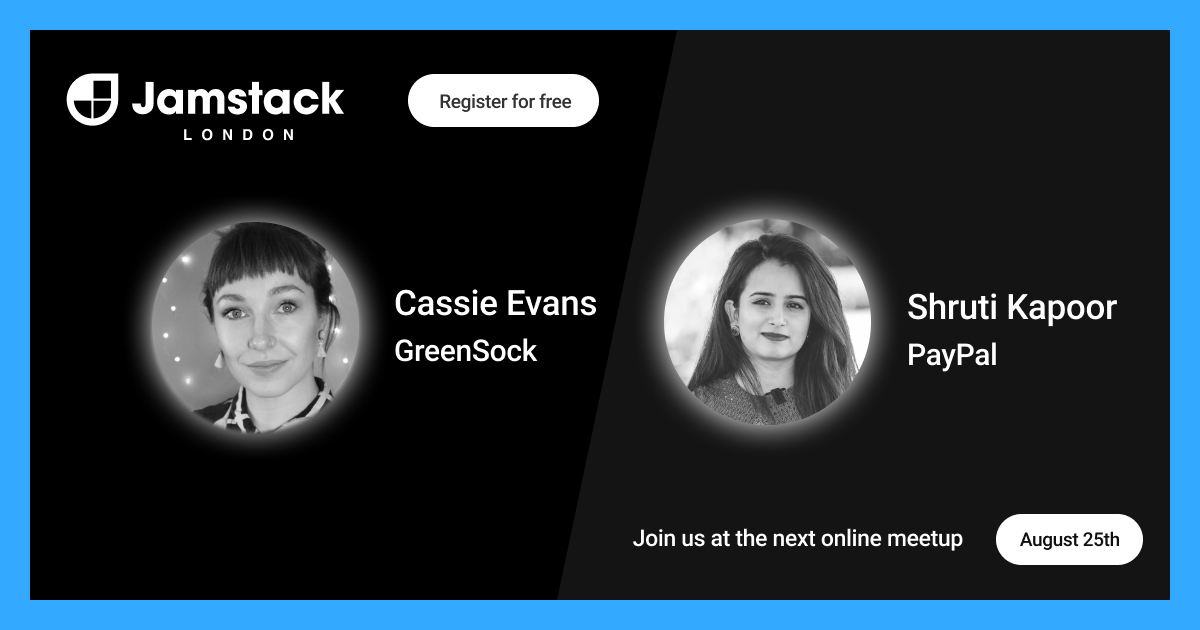 Jamstack
LONDON
Register for free
Cassie Evans
GreenSock
Shruti Kapoor
PayPal
Join us at the next online meetup
August 25th